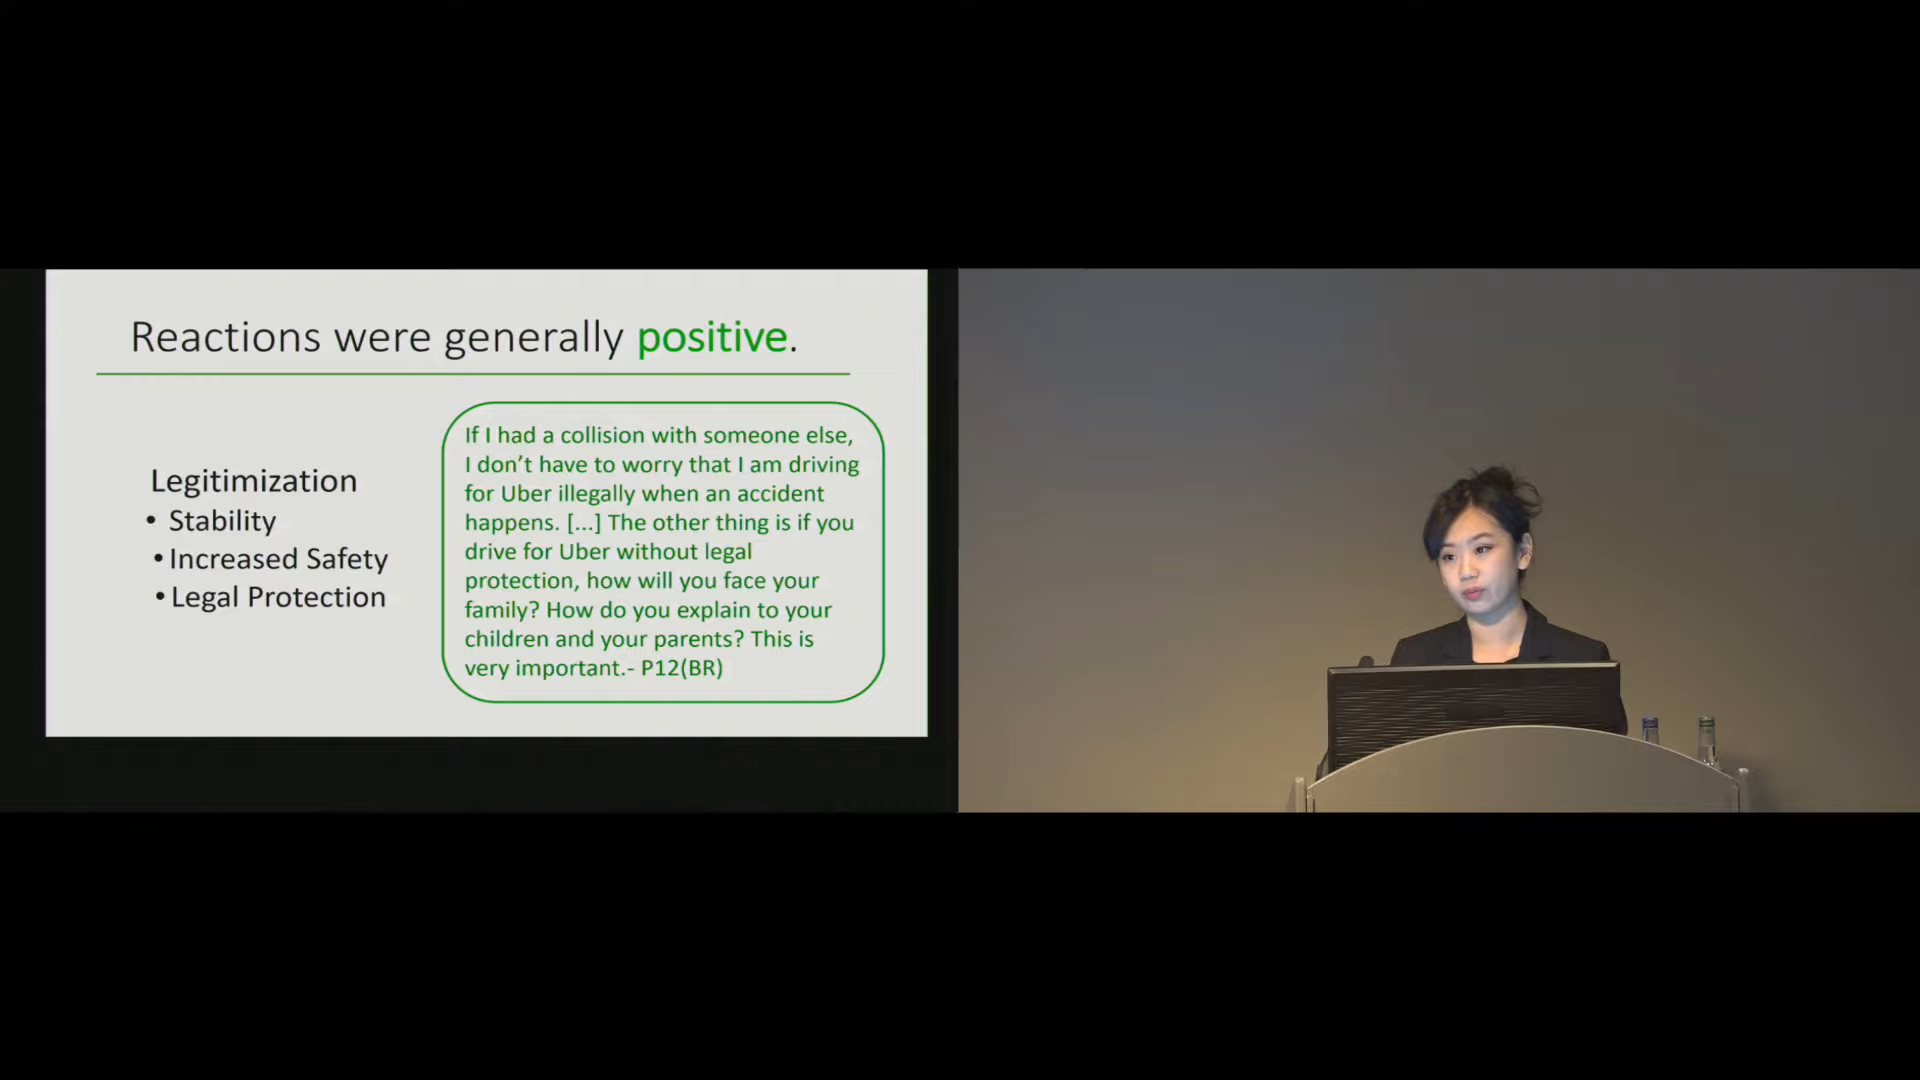 Reactions were generally positive.
Legitimization
• Stability
• Increased Safety
• Legal Protection
If I had a collision with someone else,
I don't have to worry that I am driving
for Uber illegally when an accident
happens. [...] The other thing is if you
drive for Uber without legal
protection, how will you face your
family? How do you explain to your
children and your parents? This is
very important.- P12(BR)